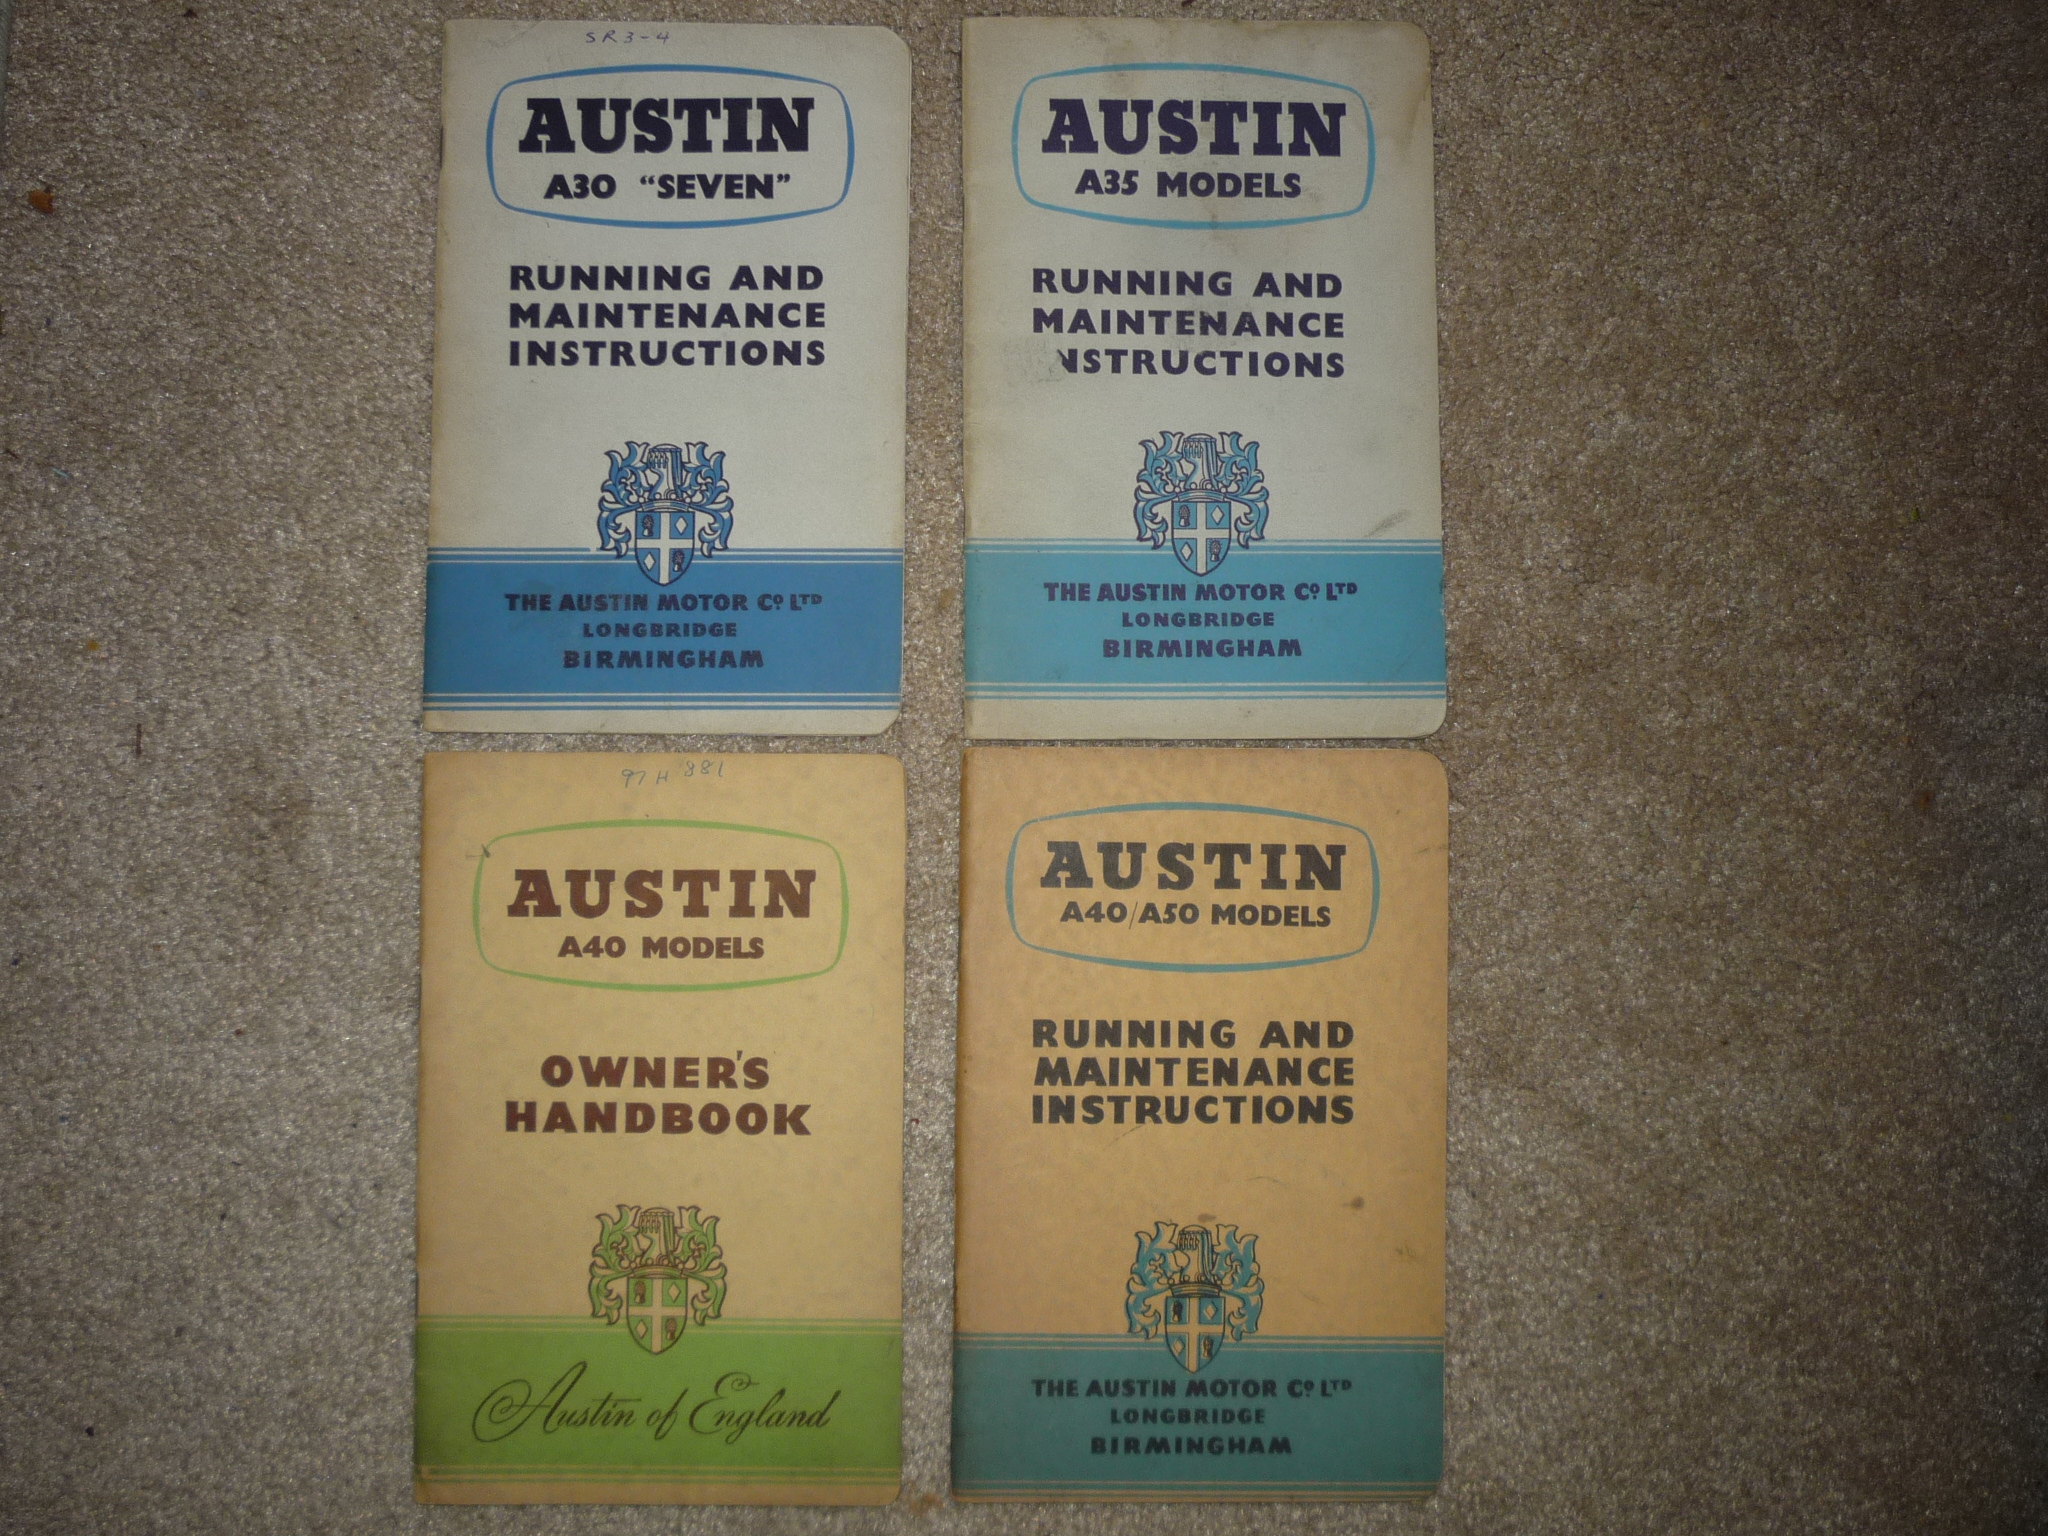 SR3-4
AUSTIN
A30 "SEVEN"
RUNNING AND
MAINTENANCE
INSTRUCTIONS
THE AUSTIN MOTOR Cº LTD
LONGBRIDGE
BIRMINGHAM
AUSTIN
A35 MODELS
RUNNING AND
MAINTENANCE
NSTRUCTIONS
THE AUSTIN MOTOR Cº LTD
LONGBRIDGE
BIRMINGHAM
97H 881
AUSTIN
A40 MODELS
OWNER'S
HANDBOOK
Austin of England
AUSTIN
A40/A50 MODELS
RUNNING AND
MAINTENANCE
INSTRUCTIONS
THE AUSTIN MOTOR Cº LTD
LONGBRIDGE
BIRMINGHAM